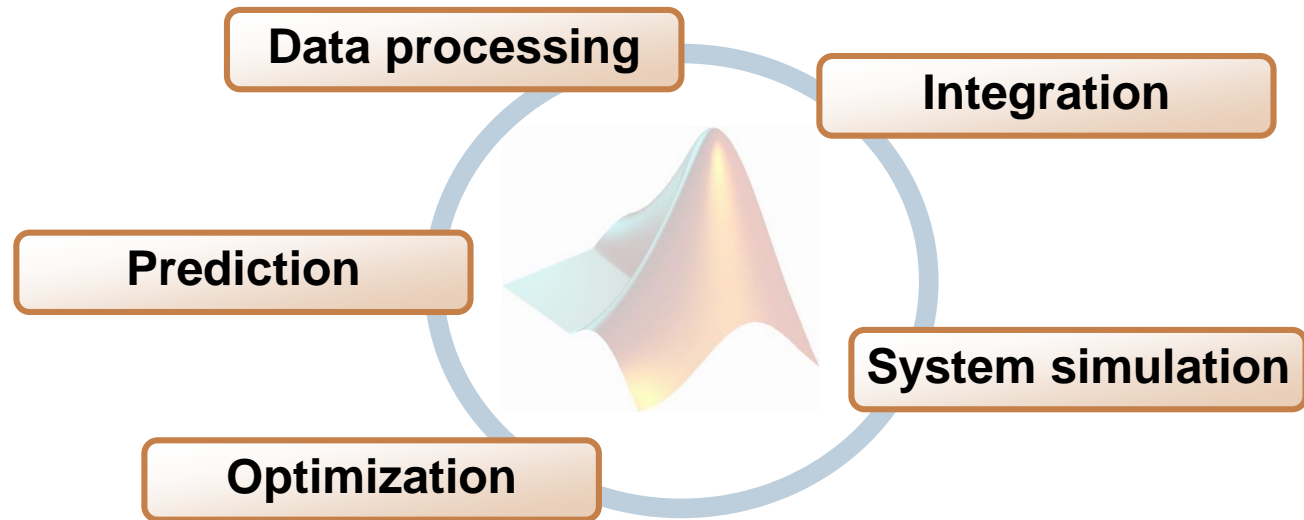 Data processing
Integration
Prediction
System simulation
Optimization